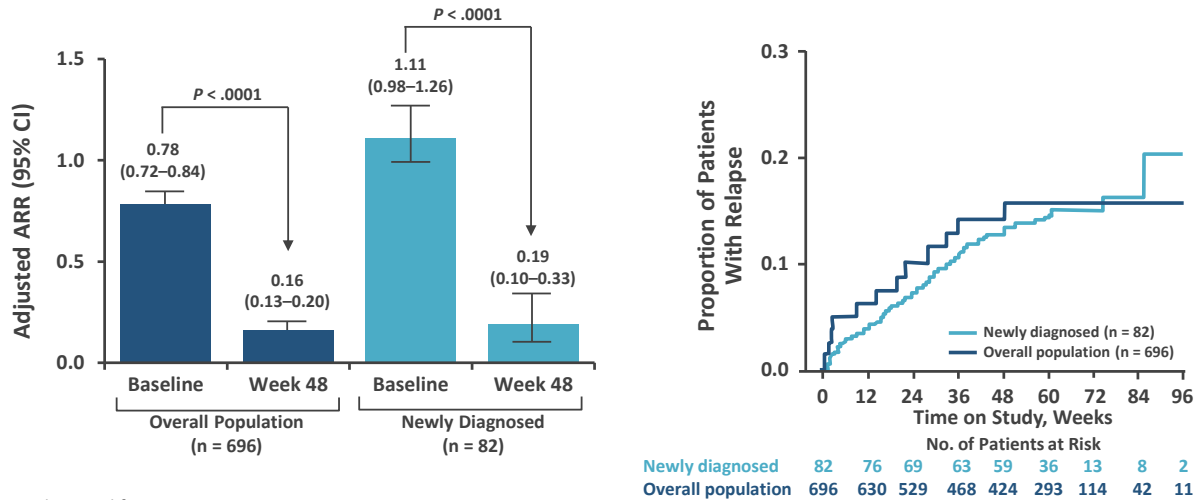 Adjusted ARR (95% CI)
1.5
1.0
0.5
0.0
P < .0001
P < .0001
0.78
(0.72–0.84)
0.16
(0.13–0.20)
1.11
(0.98–1.26)
0.19
(0.10–0.33)
Baseline Week 48 Baseline Week 48
Overall Population
(n = 696)
Newly Diagnosed
(n = 82)
Proportion of Patients
With Relapse
0.3
0.2
0.1
0.0
Newly diagnosed (n = 82)
Overall population (n = 696)
0 12 24 36 48 60 72 84 96
Time on Study, Weeks
No. of Patients at Risk
Newly diagnosed 82 76 69 63 59 36 13 8 2
Overall population 696 630 529 468 424 293 114 42 11